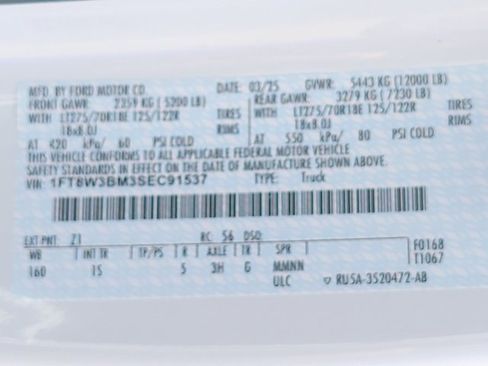 MFD. BY FORD MOTOR CO. DATE: 03/25 GVWR: 5443 KG (12000 LB)
FRONT GAWR: 2359 KG (5200 LB) REAR GAWR: 3279 KG (7230 LB)
WITH LT275/70R18E 125/122R TIRES WITH LT275/70R18E 125/122R TIRES
18x8.0J RIMS 18x8.0J RIMS
AT 420 kPa/ 60 PSI COLD AT 550 kPa/ 80 PSI COLD
THIS VEHICLE CONFORMS TO ALL APPLICABLE FEDERAL MOTOR VEHICLE
SAFETY STANDARDS IN EFFECT ON THE DATE OF MANUFACTURE SHOWN ABOVE.
VIN: 1FT8W3BM3SEC91537 TYPE: Truck
EXT PNT: Z1 RC: 56 DSO: F0168
WB INT TR TP/PS R AXLE TR SPR T1067
160 1S 5 3H G MMNNN
ULC RU5A-3520472-AB